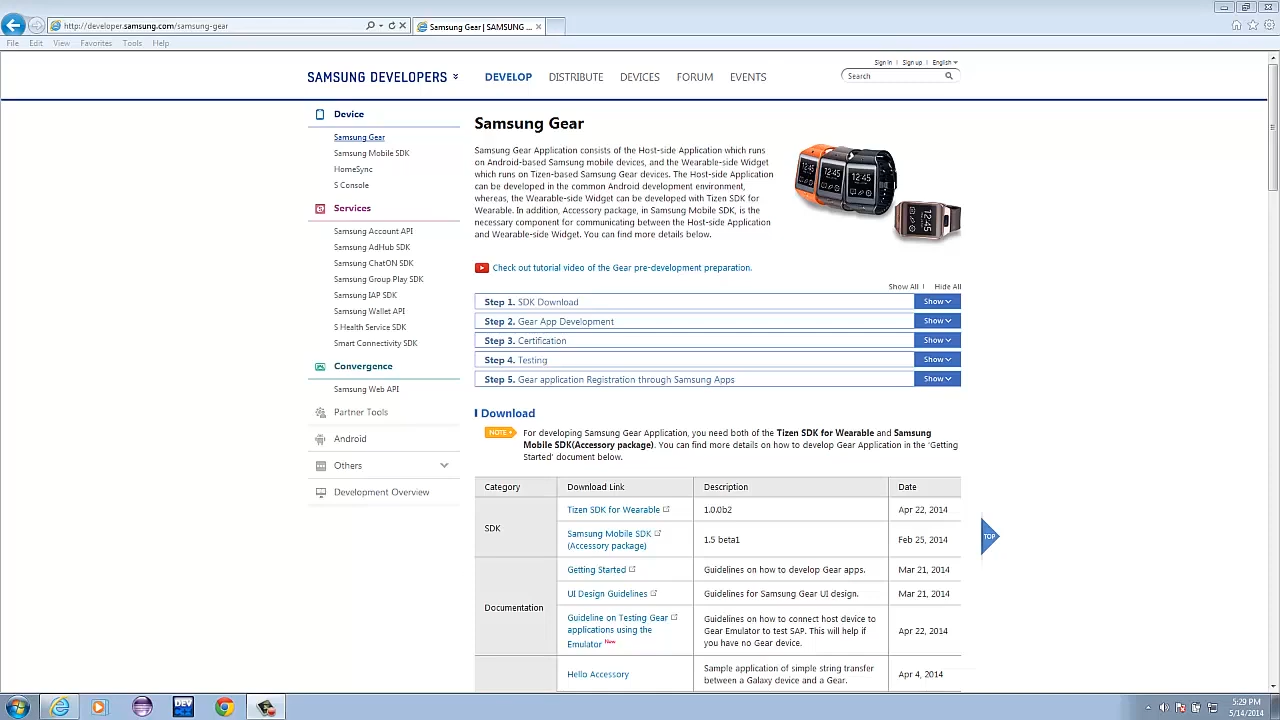 http://developer.samsung.com/samsung-gear
Samsung Gear | SAMSUNG ...
File Edit View Favorites Tools Help
SAMSUNG DEVELOPERS
DEVELOP DISTRIBUTE DEVICES FORUM EVENTS
Sign in | Sign up | English
Search
Device
Samsung Gear
Samsung Mobile SDK
HomeSync
S Console
Services
Samsung Account API
Samsung AdHub SDK
Samsung ChatON SDK
Samsung Group Play SDK
Samsung IAP SDK
Samsung Wallet API
S Health Service SDK
Smart Connectivity SDK
Convergence
Samsung Web API
Partner Tools
Android
Others
Development Overview
Samsung Gear
Samsung Gear Application consists of the Host-side Application which runs
on Android-based Samsung mobile devices, and the Wearable-side Widget
which runs on Tizen-based Samsung Gear devices. The Host-side Application
can be developed in the common Android development environment,
whereas, the Wearable-side Widget can be developed with Tizen SDK for
Wearable. In addition, Accessory package, in Samsung Mobile SDK, is the
necessary component for communicating between the Host-side Application
and Wearable-side Widget. You can find more details below.
12:45
12:45
12:45
12:45
Check out tutorial video of the Gear pre-development preparation.
Show All | Hide All
Step 1. SDK Download Show
Step 2. Gear App Development Show
Step 3. Certification Show
Step 4. Testing Show
Step 5. Gear application Registration through Samsung Apps Show
Download
NOTE
For developing Samsung Gear Application, you need both of the Tizen SDK for Wearable and Samsung
Mobile SDK(Accessory package). You can find more details on how to develop Gear Application in the 'Getting
Started' document below.
Category Download Link Description Date
SDK
Tizen SDK for Wearable 1.0.0b2 Apr 22, 2014
Samsung Mobile SDK
(Accessory package)
1.5 beta1 Feb 25, 2014
Documentation
Getting Started Guidelines on how to develop Gear apps. Mar 21, 2014
UI Design Guidelines Guidelines for Samsung Gear UI design. Mar 21, 2014
Guideline on Testing Gear
applications using the
Emulator New
Guidelines on how to connect host device to
Gear Emulator to test SAP. This will help if
you have no Gear device.
Apr 22, 2014
Hello Accessory
Sample application of simple string transfer
between a Galaxy device and a Gear.
Apr 4, 2014
TOP
DEV
5:29 PM
5/14/2014